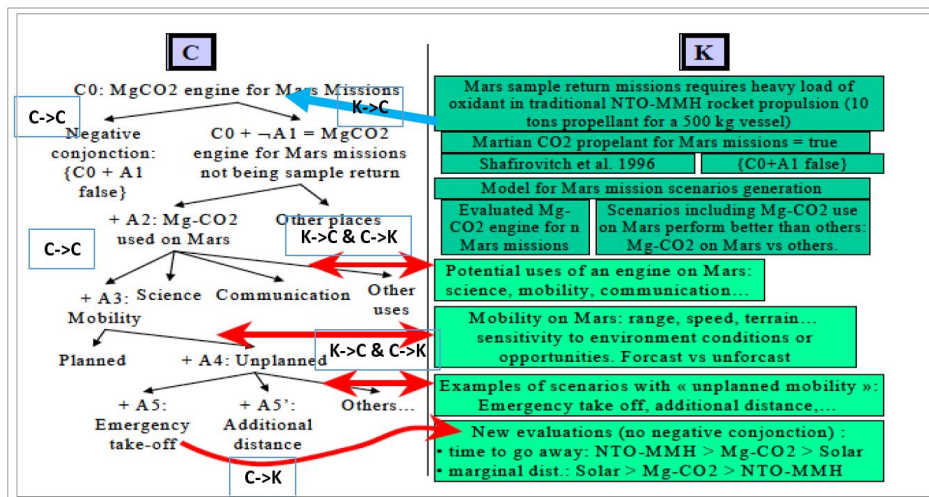 C
K
C0: MgCO2 engine for Mars Missions
C->C
K->C
Negative
conjonction:
{C0 + A1
false}
C0 + ¬A1 = MgCO2
engine for Mars missions
not being sample return
+ A2: Mg-CO2
used on Mars
Other places
K->C & C->K
C->C
+ A3:
Mobility
Science
Communication
Other
uses
Planned
+ A4: Unplanned
K->C & C->K
+ A5:
Emergency
take-off
+ A5':
Additional
distance
Others...
C->K
Mars sample return missions requires heavy load of
oxidant in traditional NTO-MMH rocket propulsion (10
tons propellant for a 500 kg vessel)
Martian CO2 propelant for Mars missions = true
Shafirovitch et al. 1996
{C0+A1 false}
Model for Mars mission scenarios generation
Evaluated Mg-
CO2 engine for n
Mars missions
Scenarios including Mg-CO2 use
on Mars perform better than others:
Mg-CO2 on Mars vs others.
Potential uses of an engine on Mars:
science, mobility, communication...
Mobility on Mars: range, speed, terrain...
sensitivity to environment conditions or
opportunities. Forcast vs unforcast
Examples of scenarios with « unplanned mobility »:
Emergency take off, additional distance,...
New evaluations (no negative conjonction) :
• time to go away: NTO-MMH > Mg-CO2 > Solar
• marginal dist.: Solar > Mg-CO2 > NTO-MMH